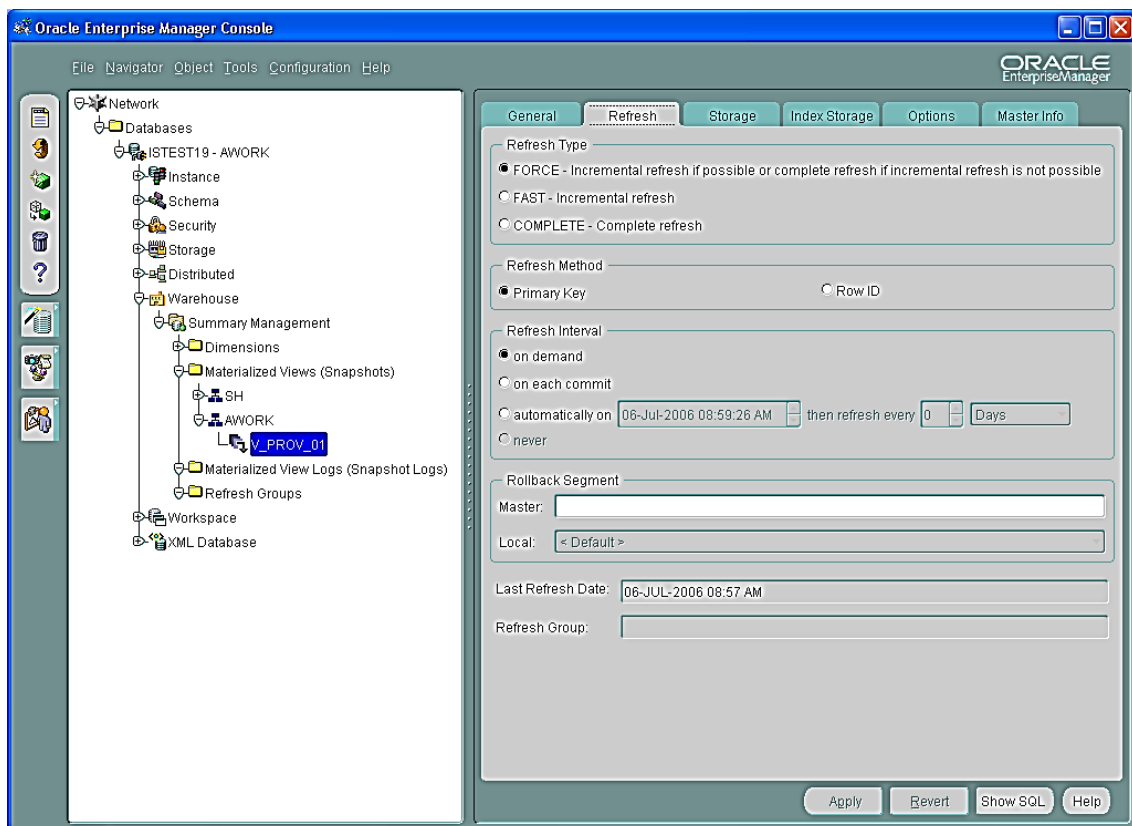 Oracle Enterprise Manager Console
File Navigator Object Tools Configuration Help
ORACLE
EnterpriseManager
Network
Databases
ISTEST19 - AWORK
Instance
Schema
Security
Storage
Distributed
Warehouse
Summary Management
Dimensions
Materialized Views (Snapshots)
SH
AWORK
V_PROV_01
Materialized View Logs (Snapshot Logs)
Refresh Groups
Workspace
XML Database
General Refresh Storage Index Storage Options Master Info
Refresh Type
FORCE - Incremental refresh if possible or complete refresh if incremental refresh is not possible
FAST - Incremental refresh
COMPLETE - Complete refresh
Refresh Method
Primary Key Row ID
Refresh Interval
on demand
on each commit
automatically on 06-Jul-2006 08:59:26 AM then refresh every 0 Days
never
Rollback Segment
Master:
Local: < Default >
Last Refresh Date: 06-JUL-2006 08:57 AM
Refresh Group:
Apply Revert Show SQL Help